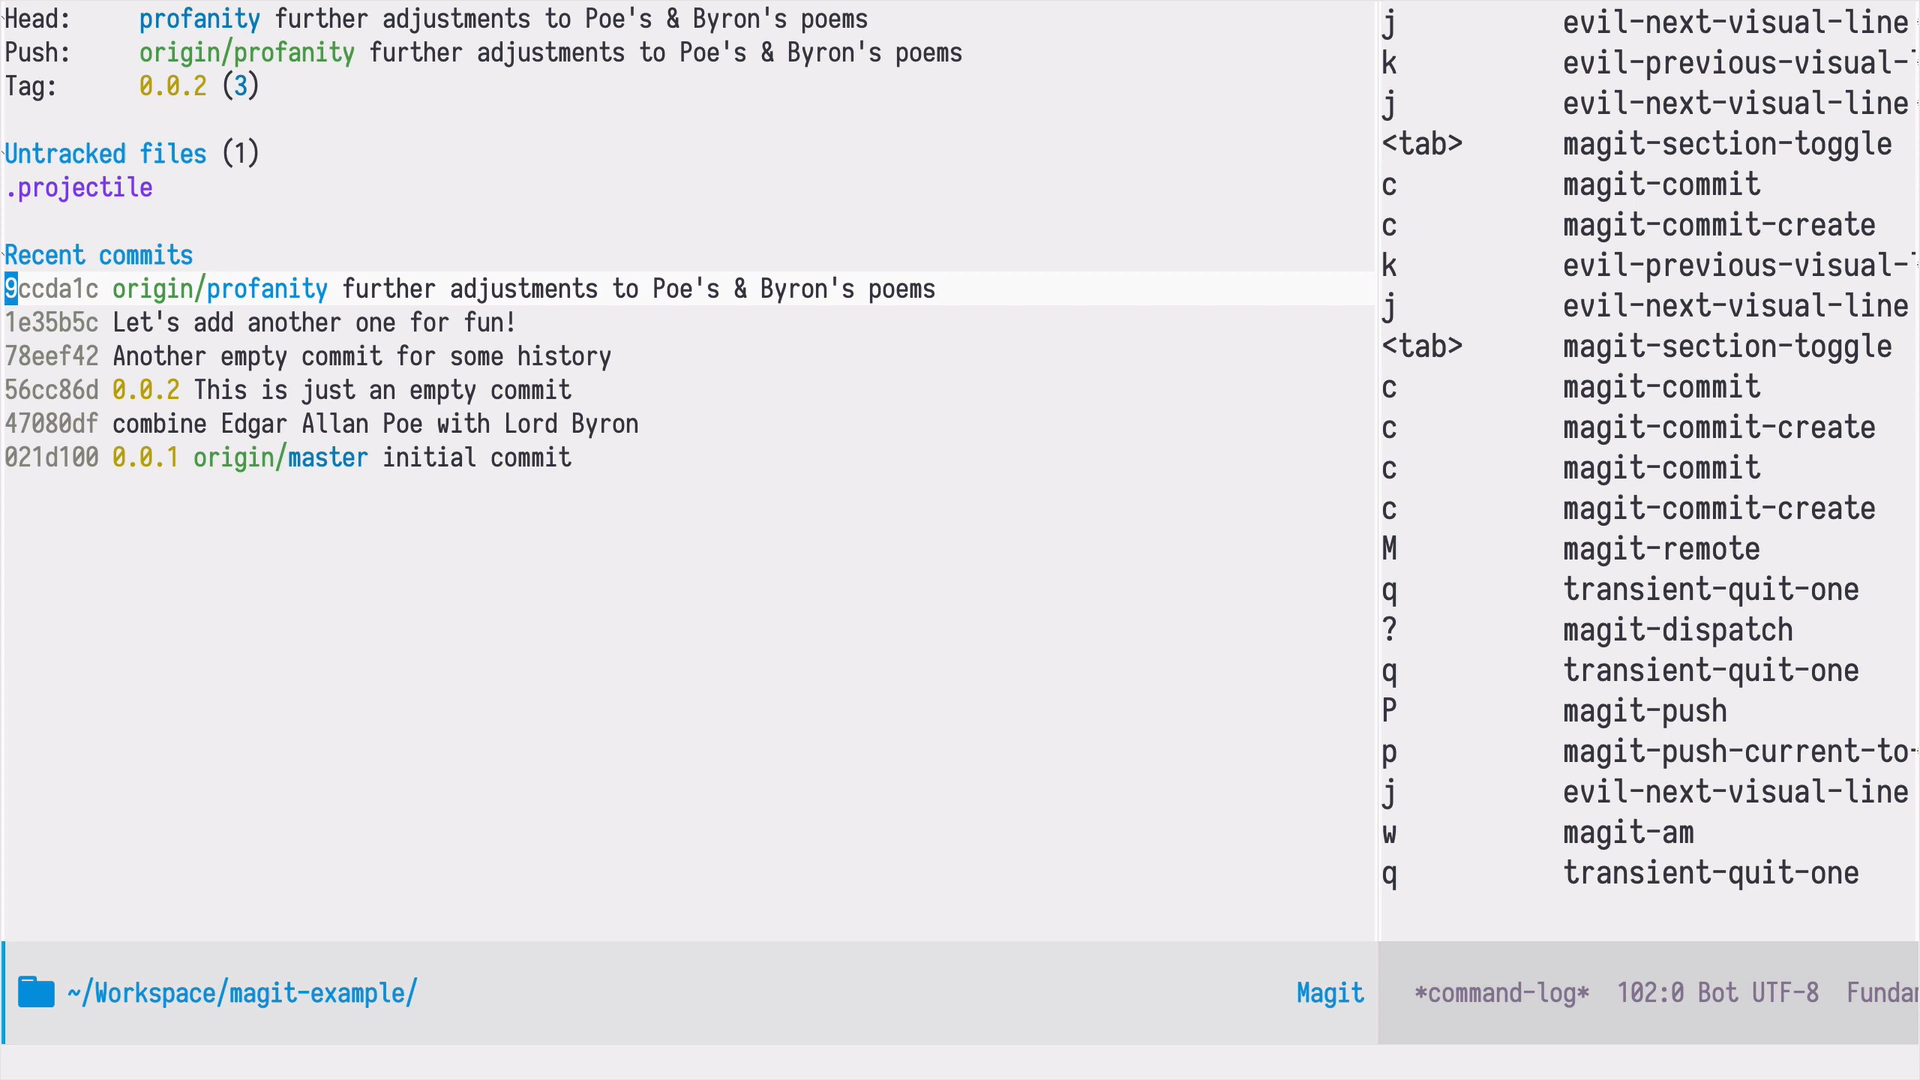 Head: profanity further adjustments to Poe's & Byron's poems
Push: origin/profanity further adjustments to Poe's & Byron's poems
Tag: 0.0.2 (3)
Untracked files (1)
.projectile
Recent commits
9ccda1c origin/profanity further adjustments to Poe's & Byron's poems
1e35b5c Let's add another one for fun!
78eef42 Another empty commit for some history
56cc86d 0.0.2 This is just an empty commit
47080df combine Edgar Allan Poe with Lord Byron
021d100 0.0.1 origin/master initial commit
~/Workspace/magit-example/ Magit
j evil-next-visual-line
k evil-previous-visual-
j evil-next-visual-line
<tab> magit-section-toggle
c magit-commit
c magit-commit-create
k evil-previous-visual-
j evil-next-visual-line
<tab> magit-section-toggle
c magit-commit
c magit-commit-create
c magit-commit
c magit-commit-create
M magit-remote
q transient-quit-one
? magit-dispatch
q transient-quit-one
P magit-push
p magit-push-current-to-
j evil-next-visual-line
w magit-am
q transient-quit-one
*command-log* 102:0 Bot UTF-8 Fundam